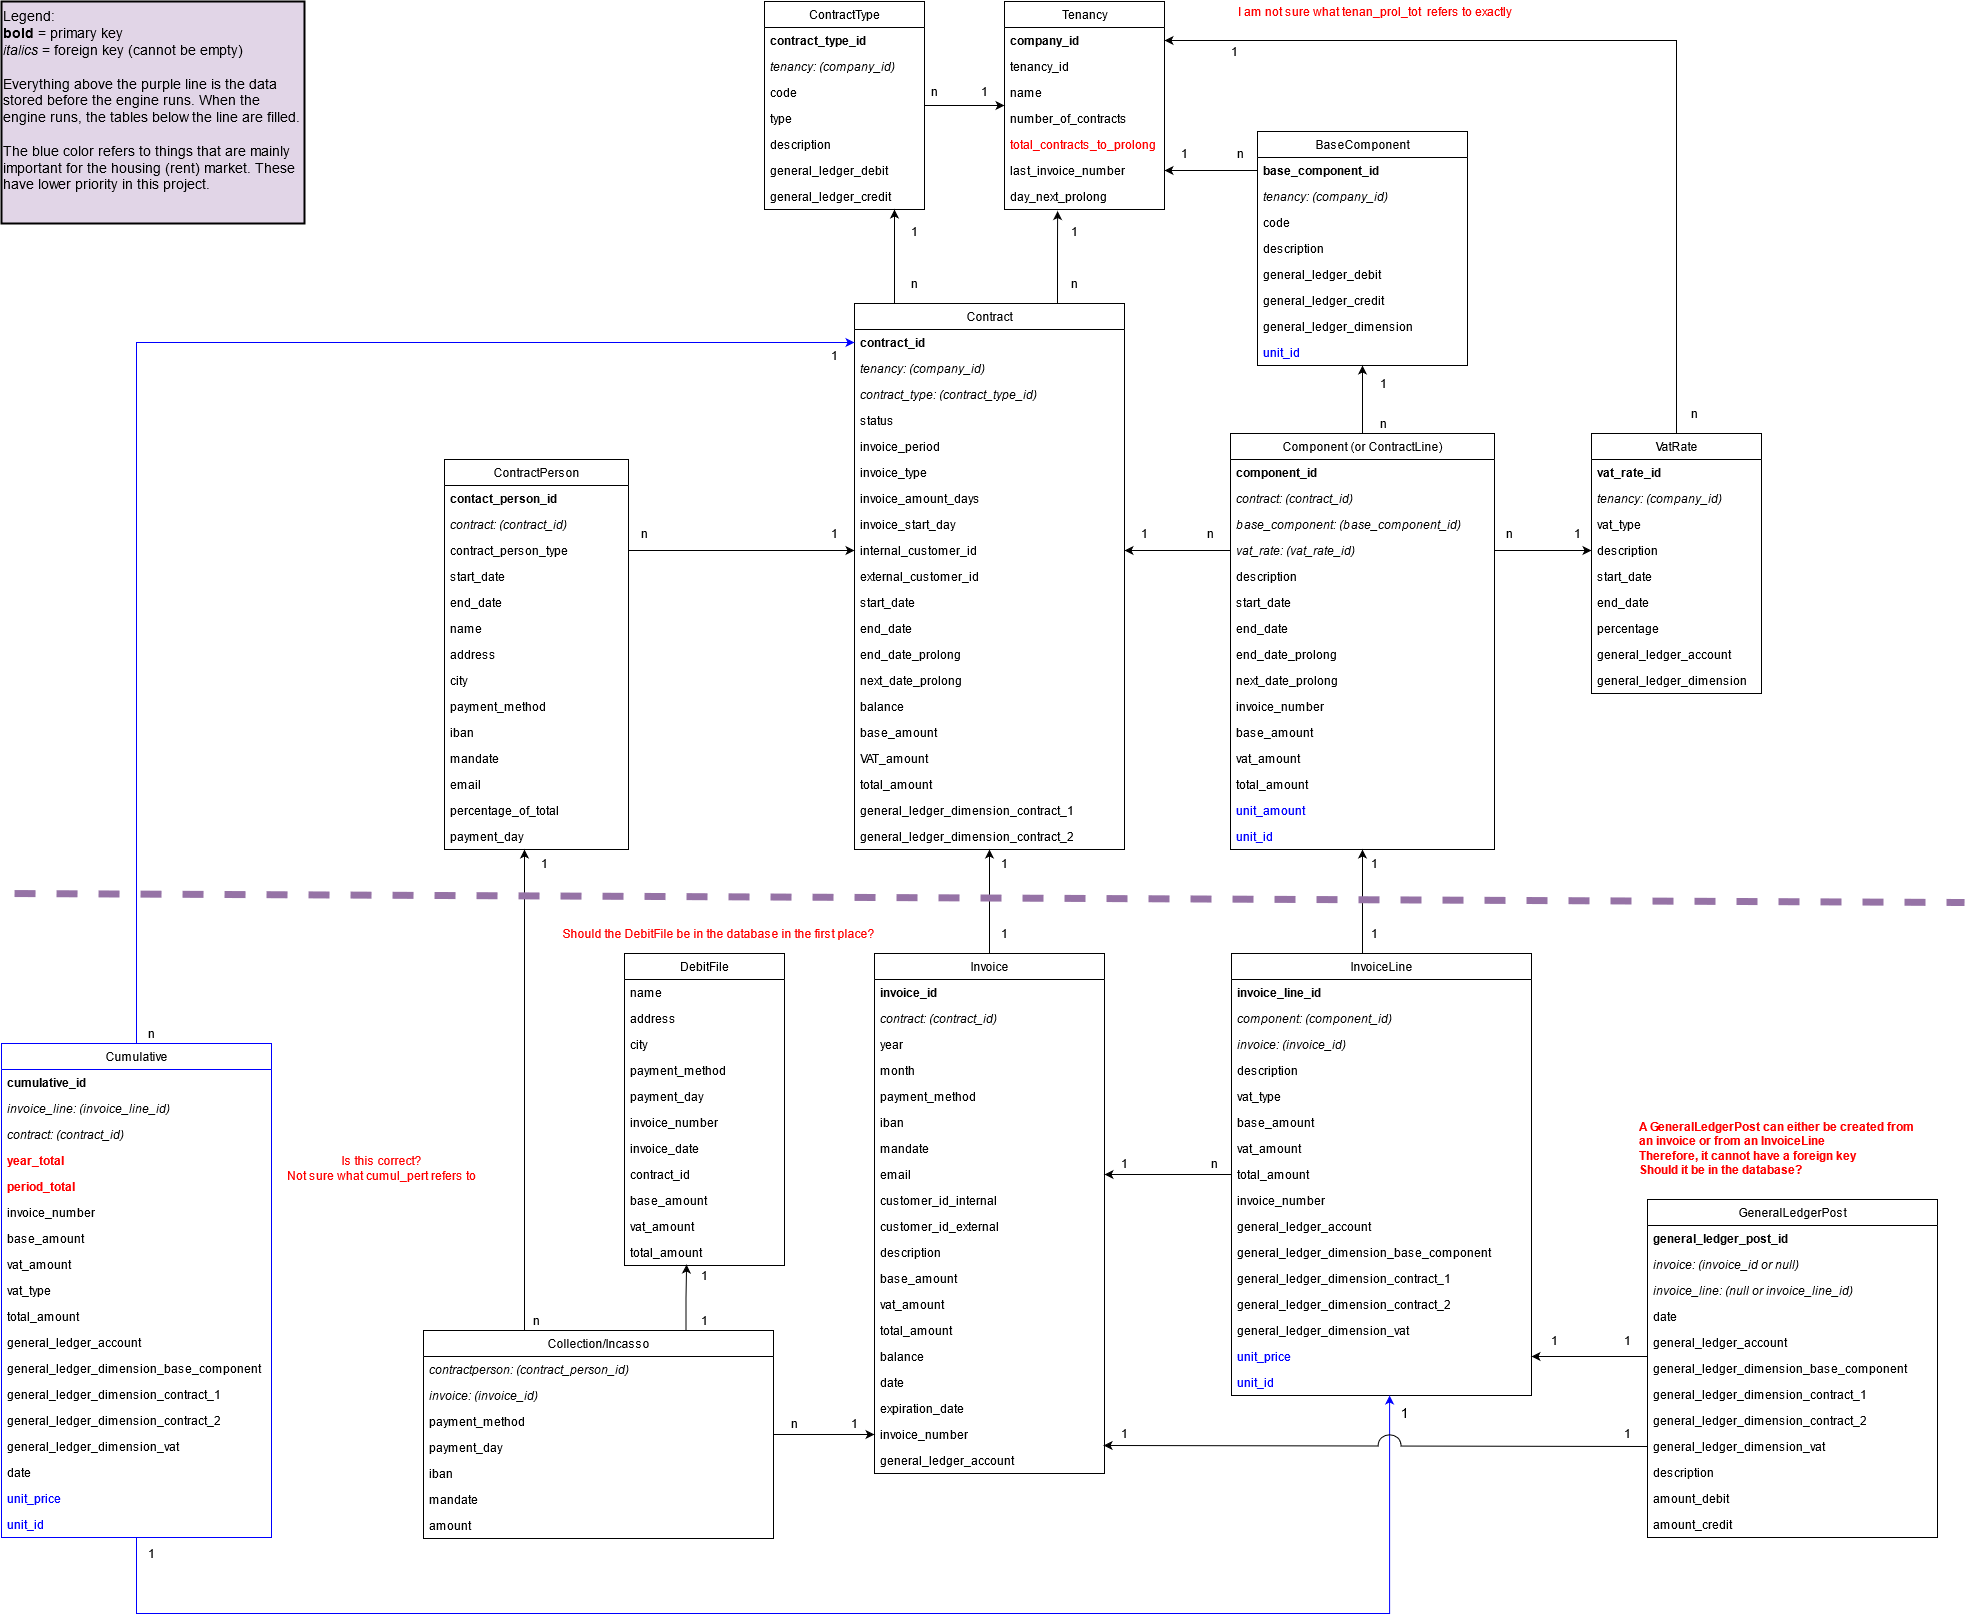 Legend:
bold = primary key
italics = foreign key (cannot be empty)
Everything above the purple line is the data
stored before the engine runs. When the
engine runs, the tables below the line are filled.
The blue color refers to things that are mainly
important for the housing (rent) market. These
have lower priority in this project.
ContractType
contract_type_id
tenancy: (company_id)
code
type
description
general_ledger_debit
general_ledger_credit
n
1
1
n
Tenancy
company_id
tenancy_id
name
number_of_contracts
total_contracts_to_prolong
last_invoice_number
day_next_prolong
1
n
I am not sure what tenan_prol_tot refers to exactly
1
n
1
n
BaseComponent
base_component_id
tenancy: (company_id)
code
description
general_ledger_debit
general_ledger_credit
general_ledger_dimension
unit_id
1
n
ContractPerson
contact_person_id
contract: (contract_id)
contract_person_type
start_date
end_date
name
address
city
payment_method
iban
mandate
email
percentage_of_total
payment_day
n
1
1
1
Contract
contract_id
tenancy: (company_id)
contract_type: (contract_type_id)
status
invoice_period
invoice_type
invoice_amount_days
invoice_start_day
internal_customer_id
external_customer_id
start_date
end_date
end_date_prolong
next_date_prolong
balance
base_amount
VAT_amount
total_amount
general_ledger_dimension_contract_1
general_ledger_dimension_contract_2
1
n
Component (or ContractLine)
component_id
contract: (contract_id)
base_component: (base_component_id)
vat_rate: (vat_rate_id)
description
start_date
end_date
end_date_prolong
next_date_prolong
invoice_number
base_amount
vat_amount
total_amount
unit_amount
unit_id
n
1
VatRate
vat_rate_id
tenancy: (company_id)
vat_type
description
start_date
end_date
percentage
general_ledger_account
general_ledger_dimension
1
1
1
1
Should the DebitFile be in the database in the first place?
n
Cumulative
cumulative_id
invoice_line: (invoice_line_id)
contract: (contract_id)
year_total
period_total
invoice_number
base_amount
vat_amount
vat_type
total_amount
general_ledger_account
general_ledger_dimension_base_component
general_ledger_dimension_contract_1
general_ledger_dimension_contract_2
general_ledger_dimension_vat
date
unit_price
unit_id
1
Is this correct?
Not sure what cumul_pert refers to
DebitFile
name
address
city
payment_method
payment_day
invoice_number
invoice_date
contract_id
base_amount
vat_amount
total_amount
1
1
n
Collection/Incasso
contractperson: (contract_person_id)
invoice: (invoice_id)
payment_method
payment_day
iban
mandate
amount
n
1
Invoice
invoice_id
contract: (contract_id)
year
month
payment_method
iban
mandate
email
customer_id_internal
customer_id_external
description
base_amount
vat_amount
total_amount
balance
date
expiration_date
invoice_number
general_ledger_account
1
n
1
InvoiceLine
invoice_line_id
component: (component_id)
invoice: (invoice_id)
description
vat_type
base_amount
vat_amount
total_amount
invoice_number
general_ledger_account
general_ledger_dimension_base_component
general_ledger_dimension_contract_1
general_ledger_dimension_contract_2
general_ledger_dimension_vat
unit_price
unit_id
1
1
1
1
A GeneralLedgerPost can either be created from
an invoice or from an InvoiceLine
Therefore, it cannot have a foreign key
Should it be in the database?
GeneralLedgerPost
general_ledger_post_id
invoice: (invoice_id or null)
invoice_line: (null or invoice_line_id)
date
general_ledger_account
general_ledger_dimension_base_component
general_ledger_dimension_contract_1
general_ledger_dimension_contract_2
general_ledger_dimension_vat
description
amount_debit
amount_credit